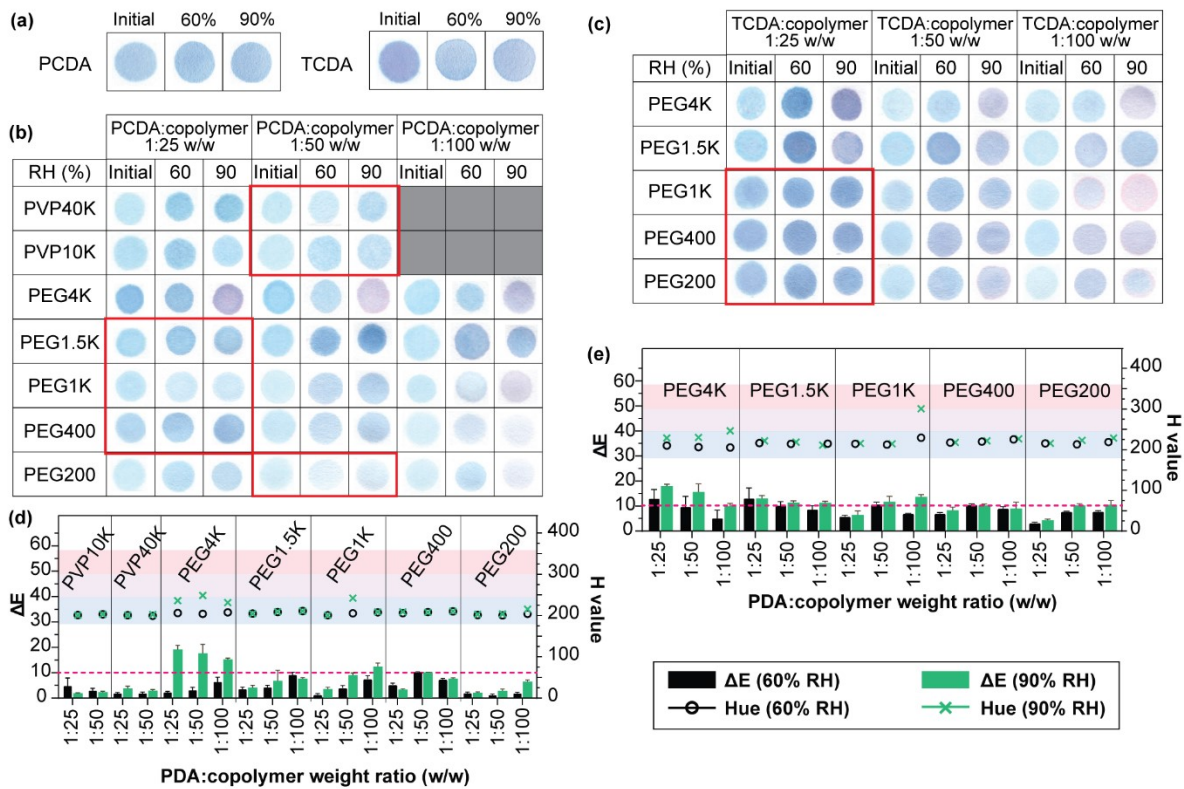 (a)
Initial 60% 90%
PCDA
Initial 60% 90%
TCDA
(b)
PCDA:copolymer 1:25 w/w PCDA:copolymer 1:50 w/w PCDA:copolymer 1:100 w/w
RH (%) Initial 60 90 Initial 60 90 Initial 60 90
PVP40K
PVP10K
PEG4K
PEG1.5K
PEG1K
PEG400
PEG200
(c)
TCDA:copolymer 1:25 w/w TCDA:copolymer 1:50 w/w TCDA:copolymer 1:100 w/w
RH (%) Initial 60 90 Initial 60 90 Initial 60 90
PEG4K
PEG1.5K
PEG1K
PEG400
PEG200
(d)
PVP10K PVP40K PEG4K PEG1.5K PEG1K PEG400 PEG200
60
50
40
30
20
10
0
ΔE
400
300
200
100
0
H value
1:25 1:50 1:25 1:50 1:25 1:50 1:100 1:25 1:50 1:100 1:25 1:50 1:100 1:25 1:50 1:100 1:25 1:50 1:100
PDA:copolymer weight ratio (w/w)
(e)
PEG4K PEG1.5K PEG1K PEG400 PEG200
60
50
40
30
20
10
0
ΔE
400
300
200
100
0
H value
1:25 1:50 1:100 1:25 1:50 1:100 1:25 1:50 1:100 1:25 1:50 1:100 1:25 1:50 1:100
PDA:copolymer weight ratio (w/w)
ΔE (60% RH) ΔE (90% RH)
Hue (60% RH) Hue (90% RH)